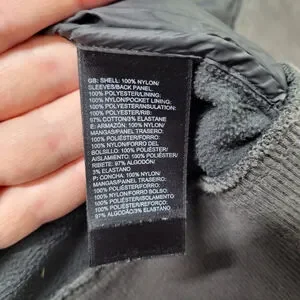 GB: SHELL: 100% NYLON/
SLEEVES/BACK PANEL:
100% POLYESTER/LINING:
100% NYLON/POCKET LINING:
100% POLYESTER/INSULATION:
100% POLYESTER/RIB:
97% COTTON/3% ELASTANE
E: ARMAZÓN: 100% NYLON/
MANGAS/PANEL TRASERO:
100% POLIÉSTER/FORRO:
100% NYLON/FORRO DEL
BOLSILLO: 100% POLIÉSTER/
AISLAMIENTO: 100% POLIÉSTER/
RIBETE: 97% ALGODÓN/
3% ELASTANO
P: CONCHA: 100% NYLON/
MANGAS/PAINEL TRASEIRO:
100% POLIÉSTER/FORRO:
100% NYLON/FORRO BOLSO:
100% POLIÉSTER/ISOLAMENTO:
100% POLIÉSTER/REFORÇO:
97% ALGODÃO/3% ELASTANO